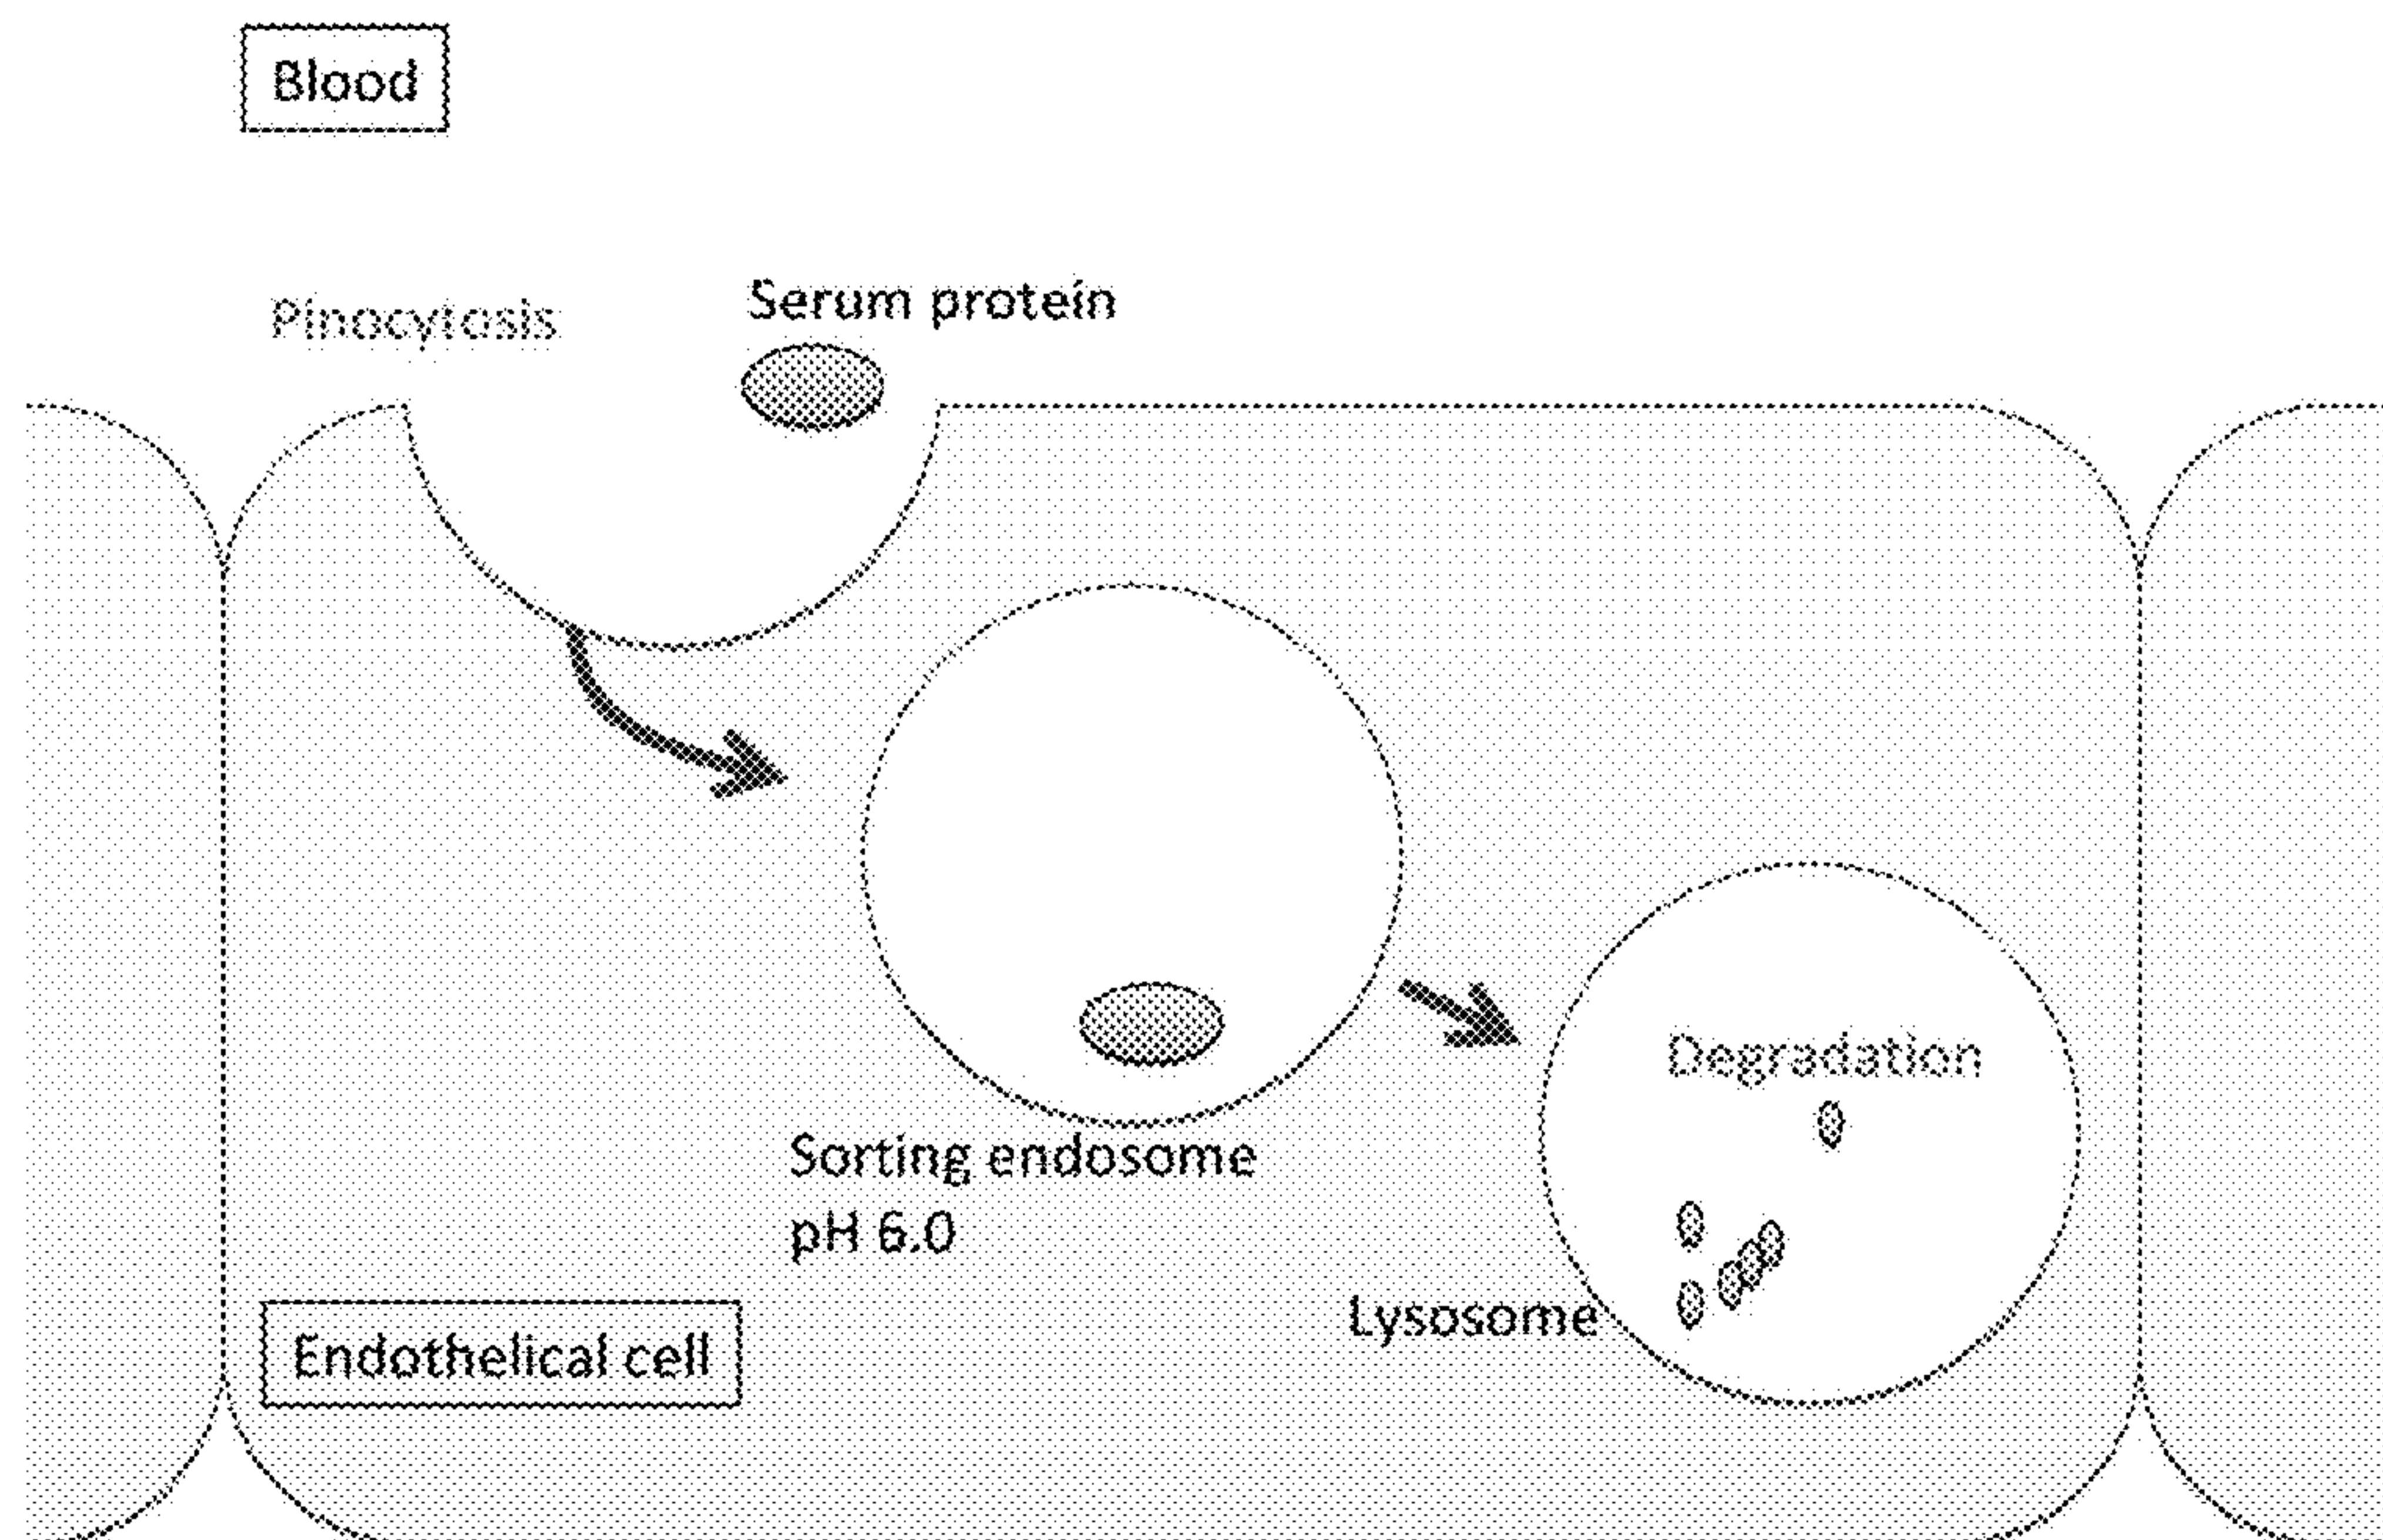 Blood
Pinocytosis
Serum protein
Degradation
Sorting endosome
pH 6.0
Lysosome
Endothelical cell